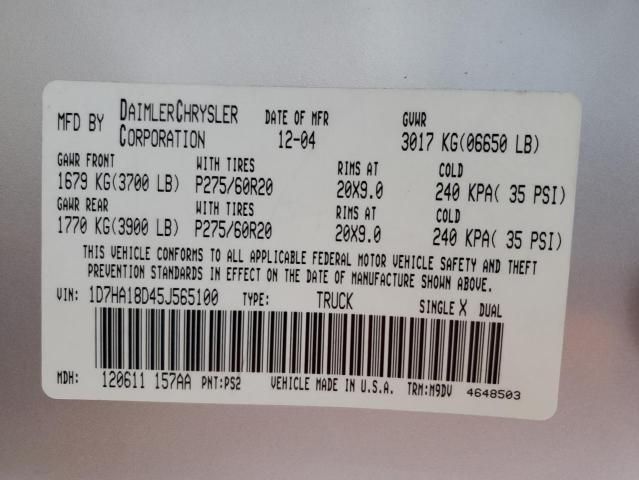 MFD BY DAIMLERCHRYSLER CORPORATION DATE OF MFR 12-04 GVWR 3017 KG(06650 LB)
GAWR FRONT WITH TIRES RIMS AT COLD
1679 KG(3700 LB) P275/60R20 20X9.0 240 KPA( 35 PSI)
GAWR REAR WITH TIRES RIMS AT COLD
1770 KG(3900 LB) P275/60R20 20X9.0 240 KPA( 35 PSI)
THIS VEHICLE CONFORMS TO ALL APPLICABLE FEDERAL MOTOR VEHICLE SAFETY AND THEFT
PREVENTION STANDARDS IN EFFECT ON THE DATE OF MANUFACTURE SHOWN ABOVE.
VIN: 1D7HA18D45J565100 TYPE: TRUCK SINGLE X DUAL
MDH: 120611 157AA PNT:PS2 VEHICLE MADE IN U.S.A. TRM:M9DV 4648503